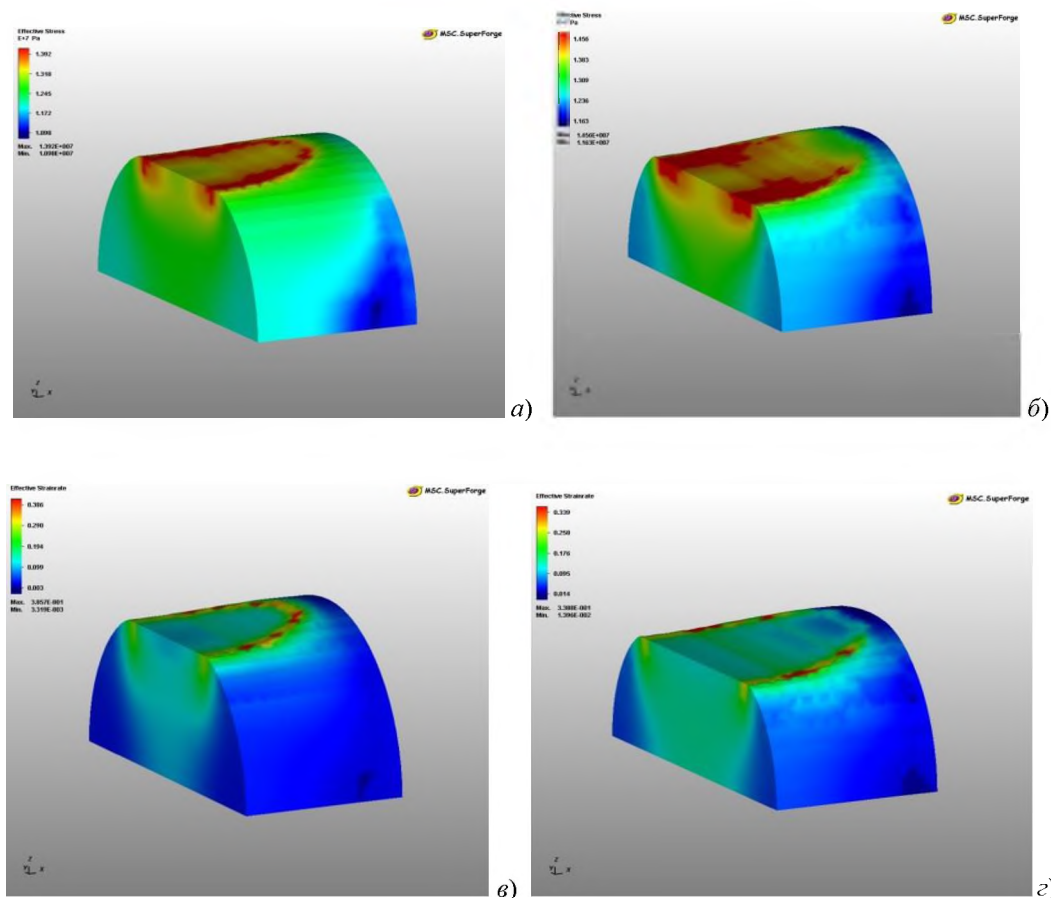 Effective Stress
E+7 Pa
MSC.SuperForge
1.392
1.318
1.245
1.172
1.098
Max. 1.392E+007
Min. 1.098E+007
Z
X
а)
Stress
Pa
MSC.SuperForge
1.456
1.383
1.309
1.236
1.163
1.456E+007
1.163E+007
Z
б)
Effective Strainrate
MSC.SuperForge
0.386
0.290
0.194
0.099
0.003
Max. 3.857E-001
Min. 3.319E-003
Z
X
в)
Effective Strainrate
MSC.SuperForge
0.339
0.258
0.176
0.095
0.014
Max. 3.388E-001
Min. 1.396E-002
Z
X
г)